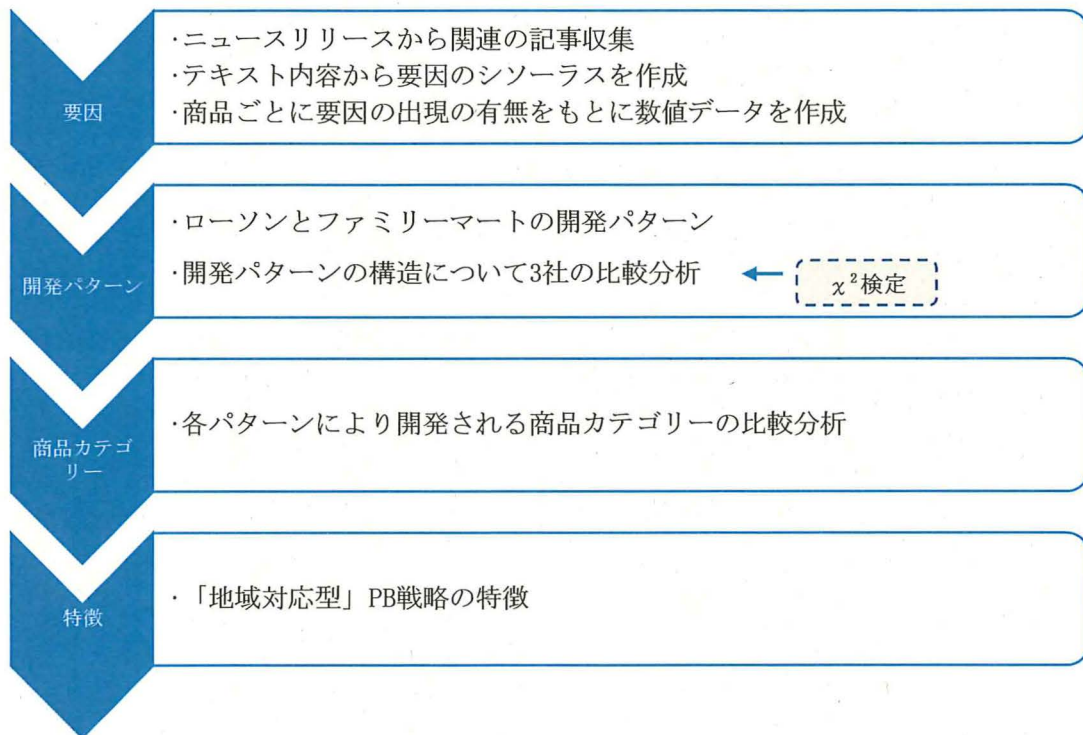 要因
·ニュースリリースから関連の記事収集
·テキスト内容から要因のシソーラスを作成
·商品ごとに要因の出現の有無をもとに数値データを作成
開発パターン
·ローソンとファミリーマートの開発パターン
·開発パターンの構造について3社の比較分析
χ²検定
商品カテゴ
リー
·各パターンにより開発される商品カテゴリーの比較分析
特徴
·「地域対応型」PB戦略の特徴